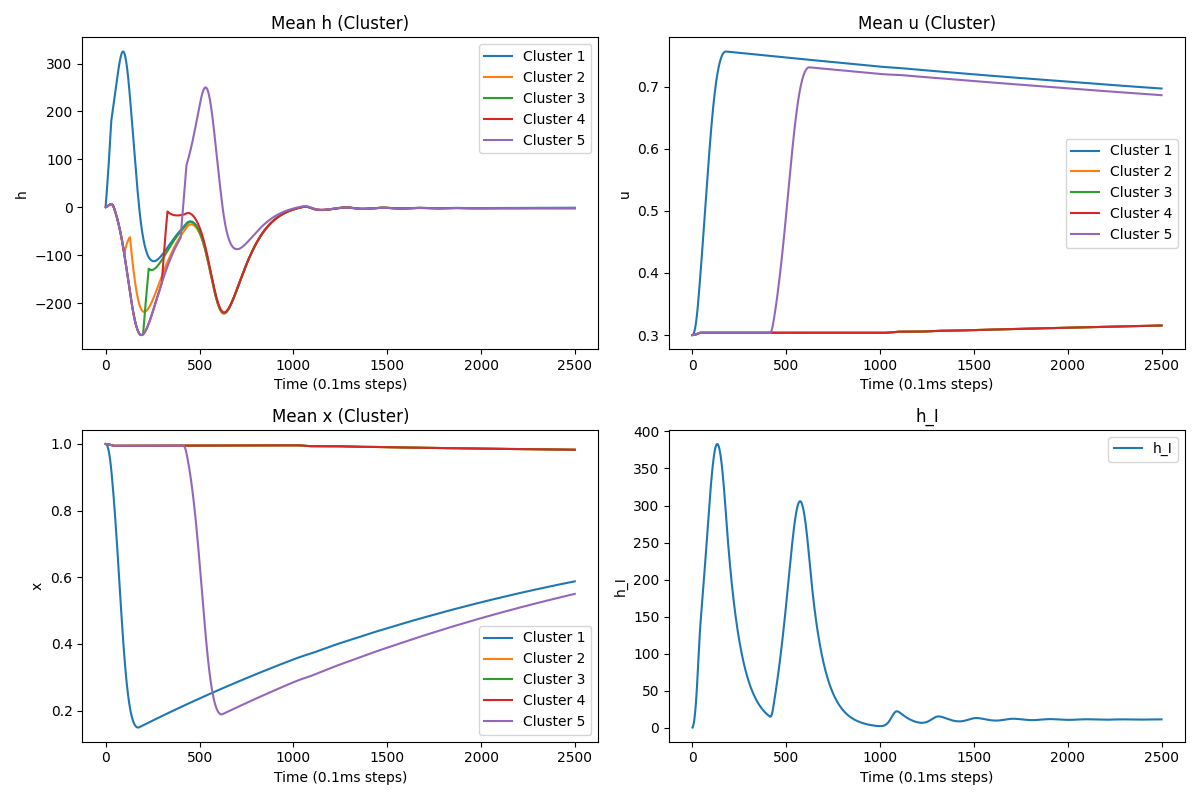 Mean h (Cluster)
h
300
200
100
0
−100
−200
0 500 1000 1500 2000 2500
Time (0.1ms steps)
Cluster 1
Cluster 2
Cluster 3
Cluster 4
Cluster 5
Mean u (Cluster)
u
0.7
0.6
0.5
0.4
0.3
0 500 1000 1500 2000 2500
Time (0.1ms steps)
Cluster 1
Cluster 2
Cluster 3
Cluster 4
Cluster 5
Mean x (Cluster)
x
1.0
0.8
0.6
0.4
0.2
0 500 1000 1500 2000 2500
Time (0.1ms steps)
Cluster 1
Cluster 2
Cluster 3
Cluster 4
Cluster 5
h_I
h_I
400
350
300
250
200
150
100
50
0
0 500 1000 1500 2000 2500
Time (0.1ms steps)
h_I